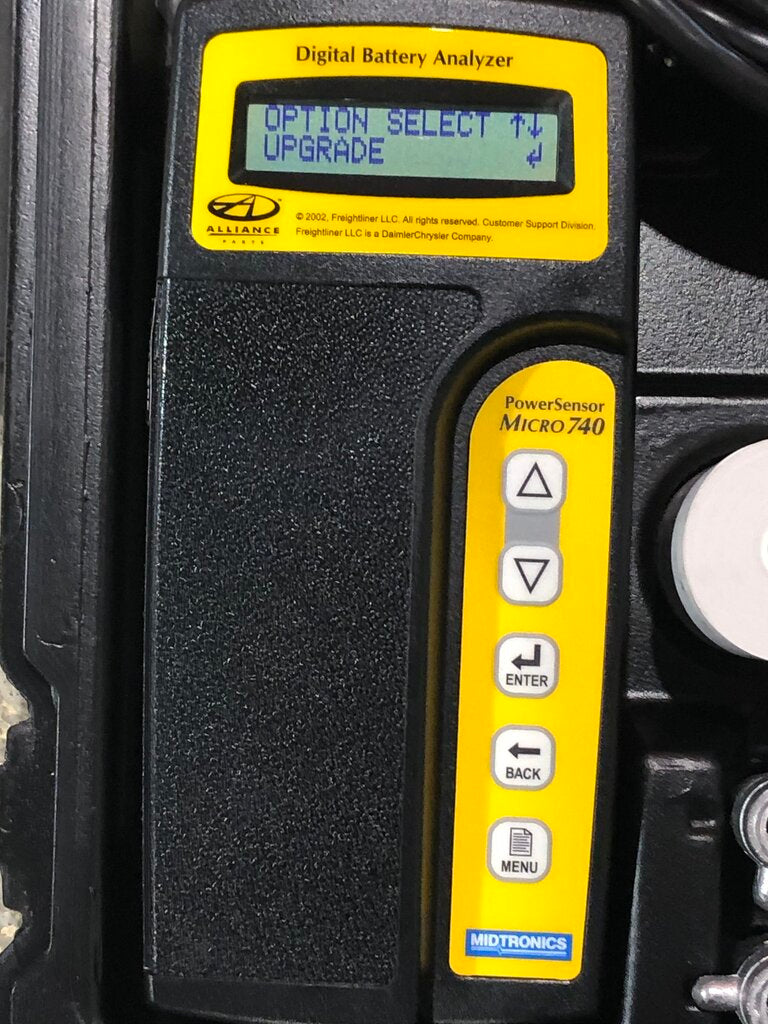 Digital Battery Analyzer
OPTION SELECT ↑↓
UPGRADE ↵
ALLIANCE
PARTS
© 2002, Freightliner LLC. All rights reserved. Customer Support Division.
Freightliner LLC is a DaimlerChrysler Company.
PowerSensor
MICRO 740
ENTER
BACK
MENU
MIDTRONICS